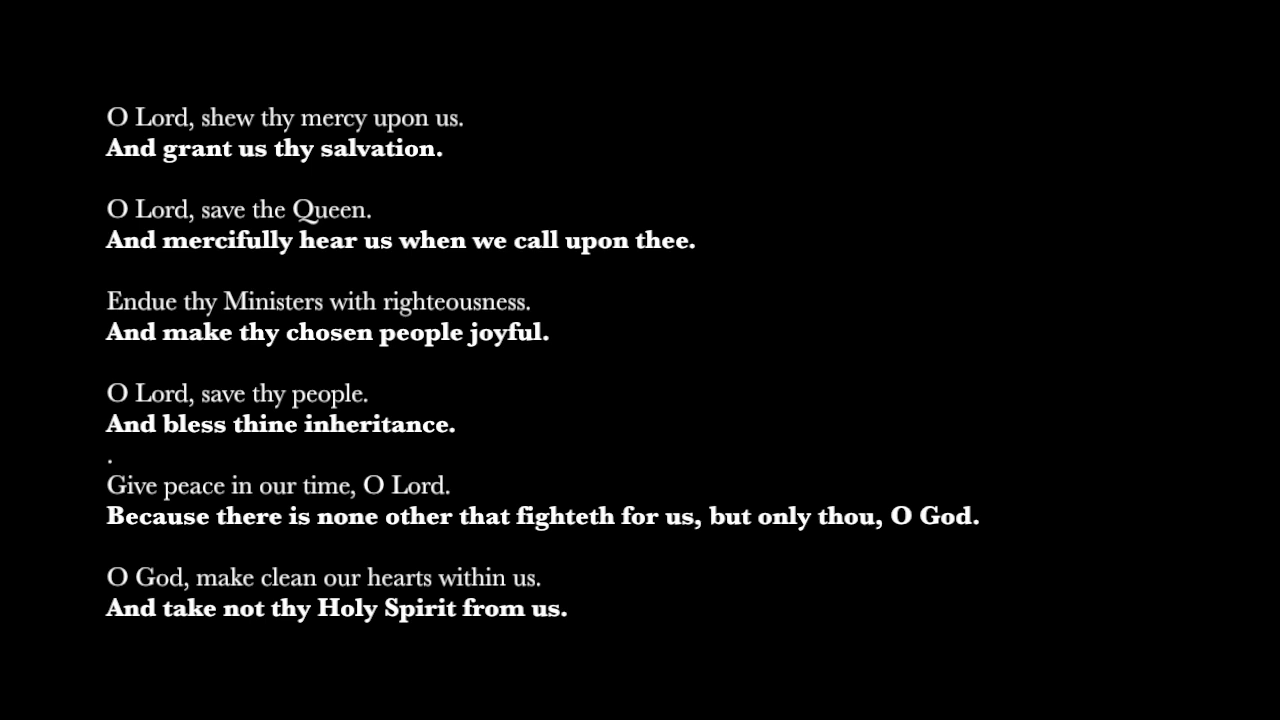 O Lord, shew thy mercy upon us.
And grant us thy salvation.
O Lord, save the Queen.
And mercifully hear us when we call upon thee.
Endue thy Ministers with righteousness.
And make thy chosen people joyful.
O Lord, save thy people.
And bless thine inheritance.
.
Give peace in our time, O Lord.
Because there is none other that fighteth for us, but only thou, O God.
O God, make clean our hearts within us.
And take not thy Holy Spirit from us.